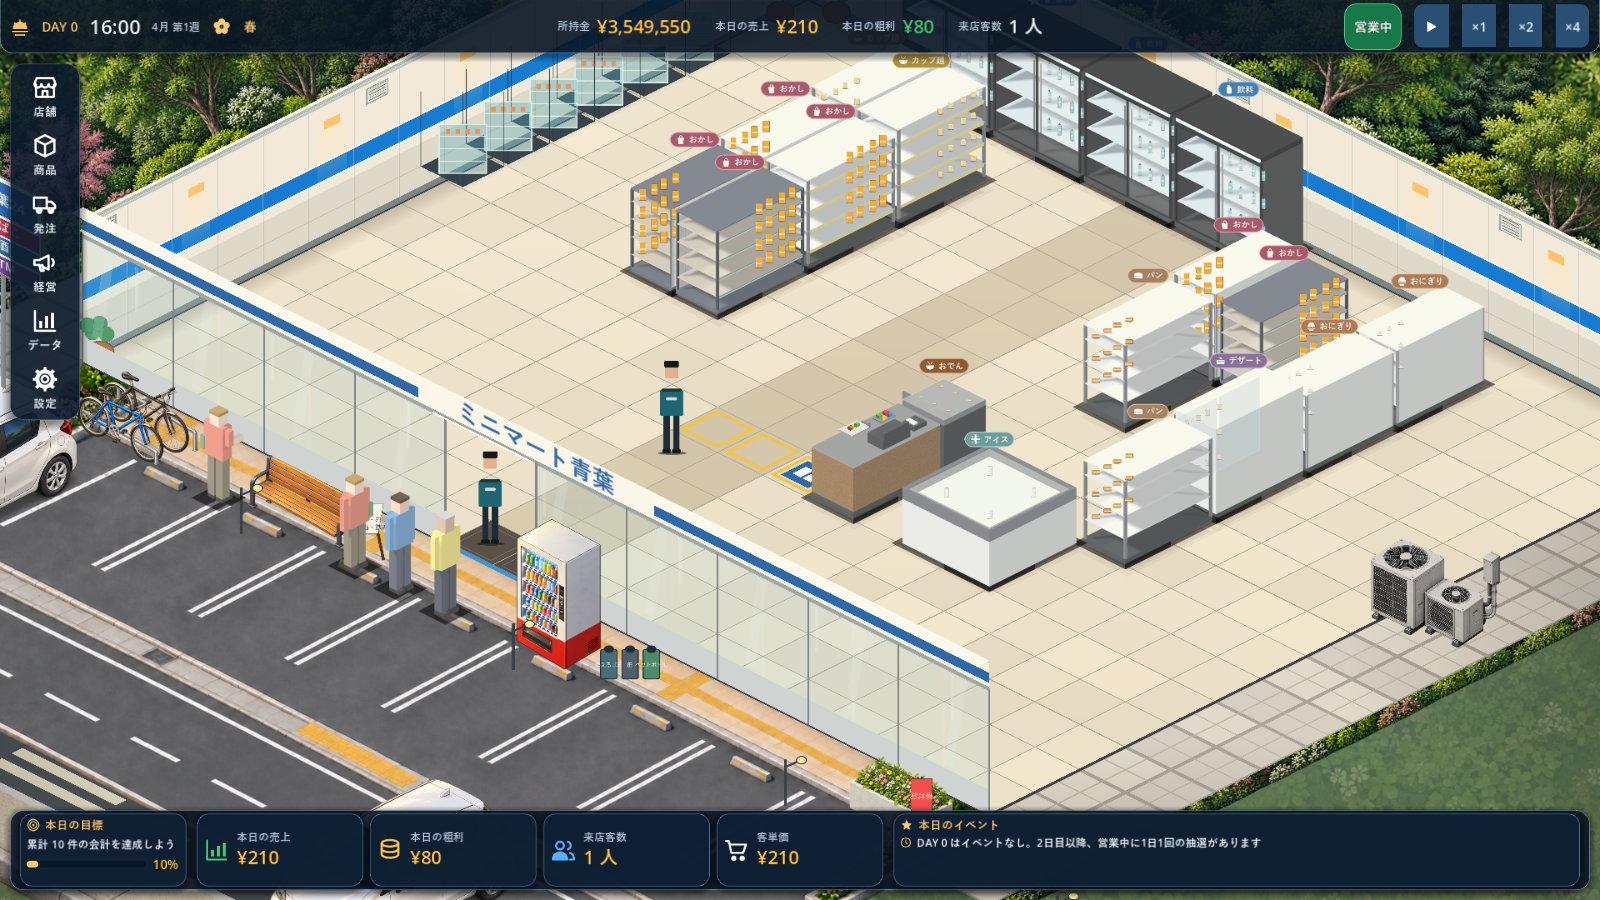 DAY 0 16:00 4月 第1週 春
所持金 ¥3,549,550 本日の売上 ¥210 本日の粗利 ¥80 来店客数 1 人
営業中 ×1 ×2 ×4
店舗
商品
発注
経営
データ
設定
カップ麺
おかし
おかし
おかし
おかし
飲料
おかし
おかし
パン
おにぎり
おにぎり
デザート
おでん
パン
アイス
ミニマート青葉
本日の目標
累計 10 件の会計を達成しよう
10%
本日の売上
¥210
本日の粗利
¥80
来店客数
1 人
客単価
¥210
本日のイベント
DAY 0 はイベントなし。2日目以降、営業中に1日1回の抽選があります